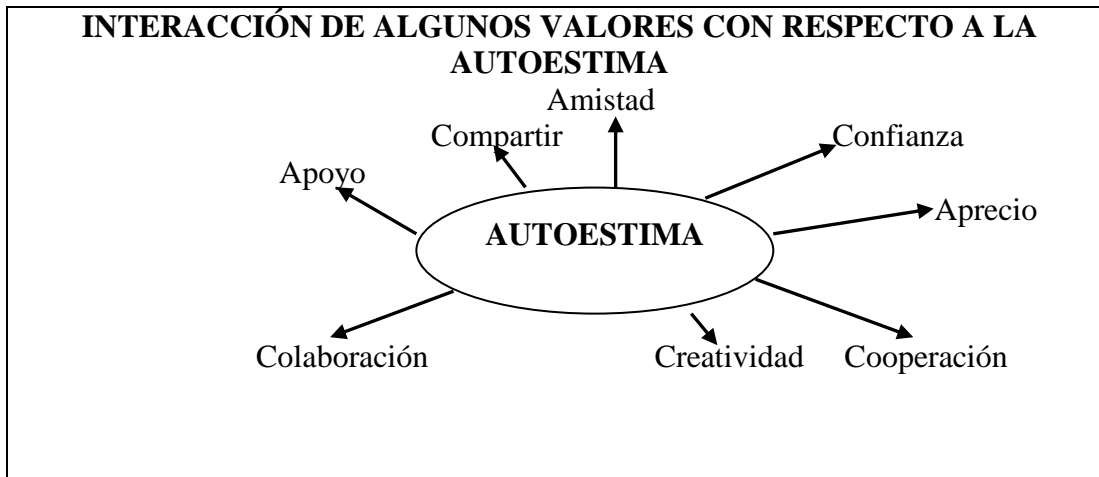 INTERACCIÓN DE ALGUNOS VALORES CON RESPECTO A LA
AUTOESTIMA
Amistad
Compartir
Confianza
Apoyo
Aprecio
AUTOESTIMA
Colaboración
Creatividad
Cooperación